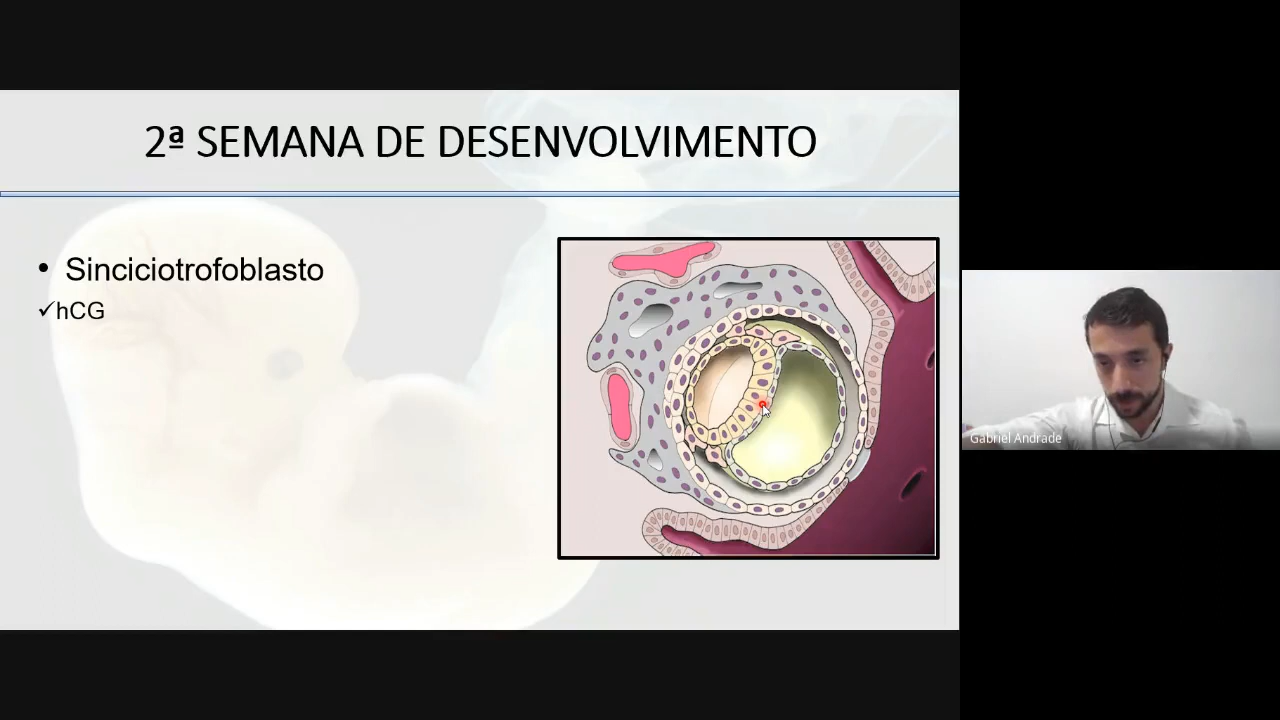 2ª SEMANA DE DESENVOLVIMENTO
• Sinciciotrofoblasto
✓hCG
Gabriel Andrade